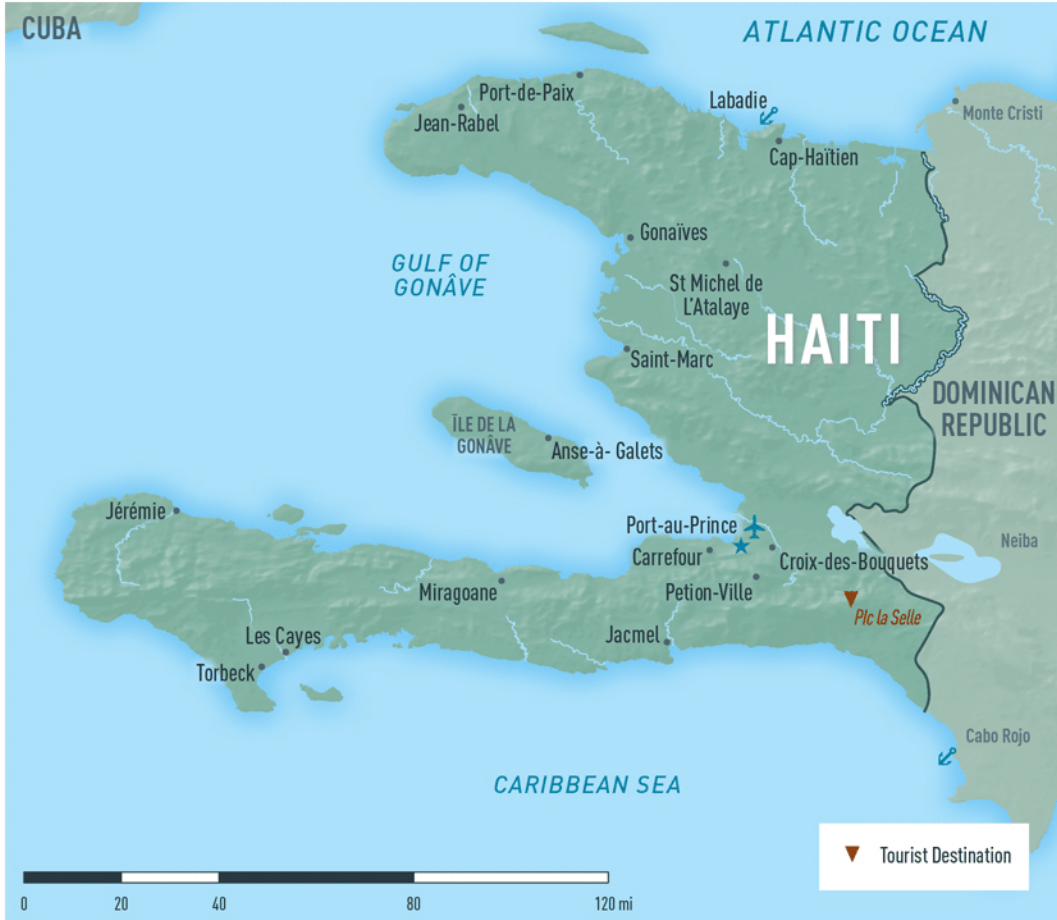 CUBA
ATLANTIC OCEAN
Port-de-Paix
Labadie
Monte Cristi
Jean-Rabel
Cap-Haïtien
Gonaïves
GULF OF
GONÂVE
St Michel de
L'Atalaye
HAITI
Saint-Marc
DOMINICAN
REPUBLIC
ÎLE DE LA
GONÂVE
Anse-à- Galets
Jérémie
Port-au-Prince
Neiba
Carrefour
Croix-des-Bouquets
Miragoane
Petion-Ville
PIc la Selle
Les Cayes
Jacmel
Torbeck
Cabo Rojo
CARIBBEAN SEA
Tourist Destination
0 20 40 80 120 mi